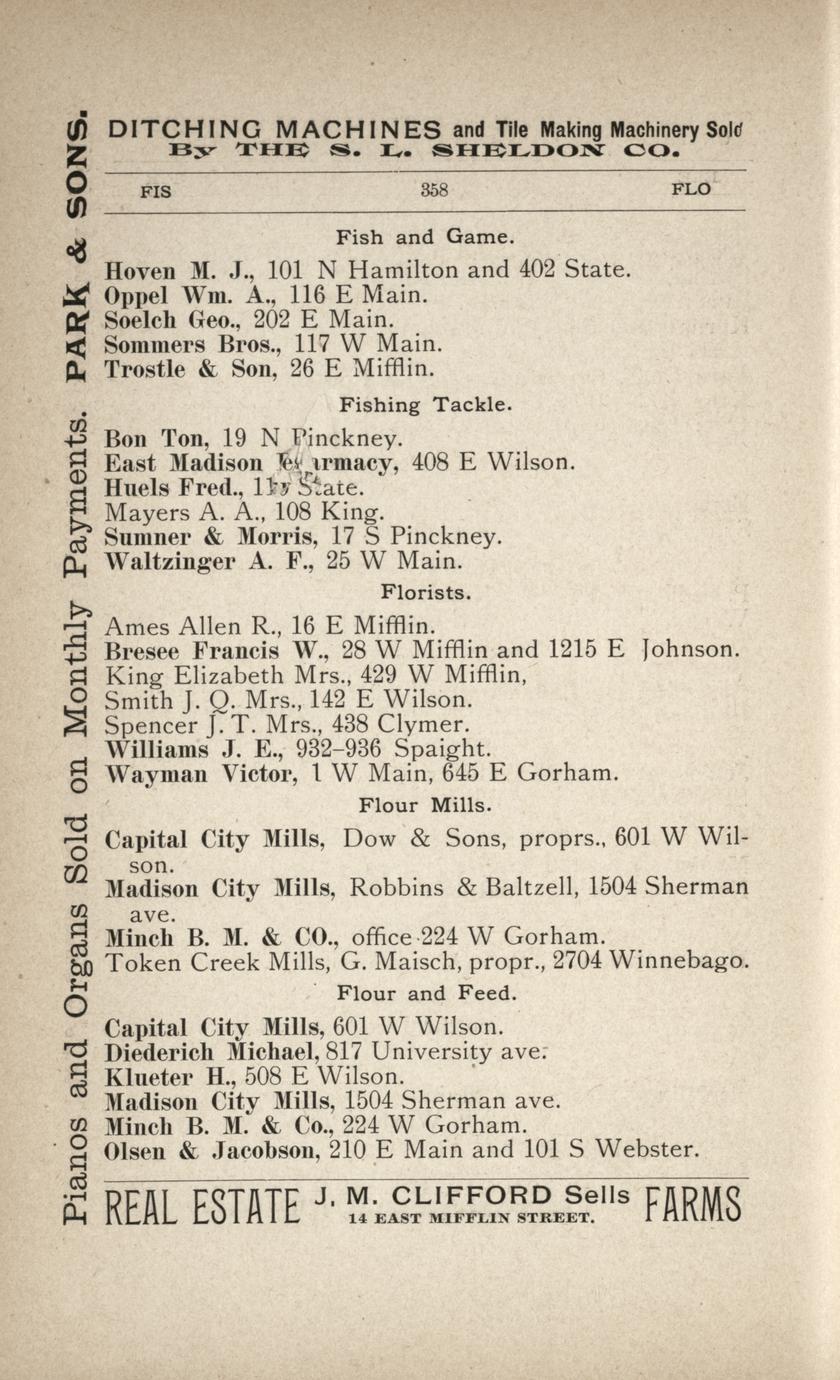 DITCHING MACHINES and Tile Making Machinery Sold
By THE S. L. SHELDON CO.
FIS 358 FLO
Fish and Game.
Hoven M. J., 101 N Hamilton and 402 State.
Oppel Wm. A., 116 E Main.
Soelch Geo., 202 E Main.
Sommers Bros., 117 W Main.
Trostle & Son, 26 E Mifflin.
Fishing Tackle.
Bon Ton, 19 N Pinckney.
East Madison 408 E Wilson.
Huels Fred., State.
Mayers A. A., 108 King.
Sumner & Morris, 17 S Pinckney.
Waltzinger A. F., 25 W Main.
Florists.
Ames Allen R., 16 E Mifflin.
Bresee Francis W., 28 W Mifflin and 1215 E Johnson.
King Elizabeth Mrs., 429 W Mifflin,
Smith J. Q. Mrs., 142 E Wilson.
Spencer J. T. Mrs., 438 Clymer.
Williams J. E., 932–936 Spaight.
Wayman Victor, 1 W Main, 645 E Gorham.
Flour Mills.
Capital City Mills, Dow & Sons, proprs., 601 W Wil-
son.
Madison City Mills, Robbins & Baltzell, 1504 Sherman
ave.
Minch B. M. & CO., office 224 W Gorham.
Token Creek Mills, G. Maisch, propr., 2704 Winnebago.
Flour and Feed.
Capital City Mills, 601 W Wilson.
Diederich Michael, 817 University ave.
Klueter H., 508 E Wilson.
Madison City Mills, 1504 Sherman ave.
Minch B. M. & Co., 224 W Gorham.
Olsen & Jacobson, 210 E Main and 101 S Webster.
REAL ESTATE J. M. CLIFFORD Sells FARMS
14 EAST MIFFLIN STREET.
Pianos and Organs Sold on Monthly Payments. PARK & SONS.